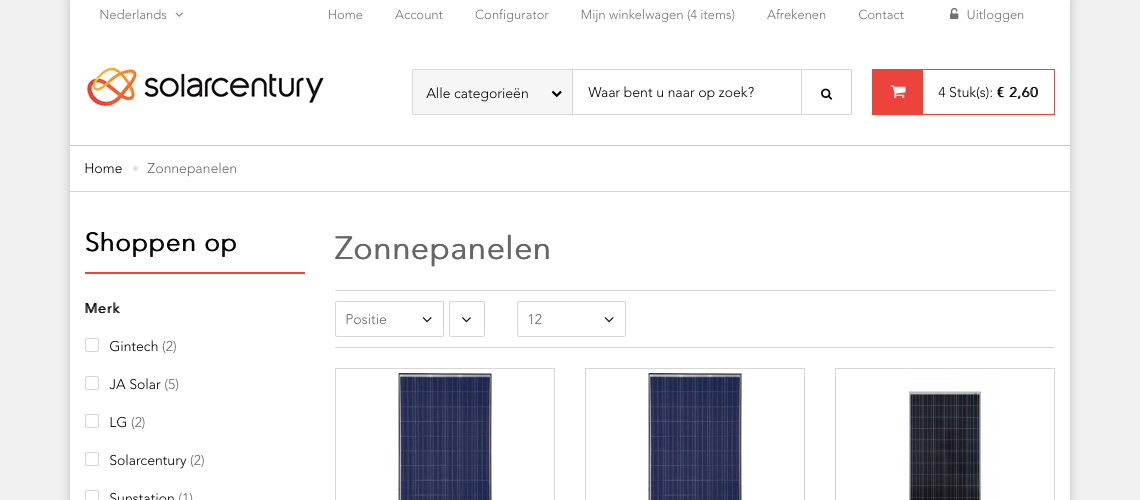 Nederlands
Home Account Configurator Mijn winkelwagen (4 items) Afrekenen Contact Uitloggen
solarcentury
Alle categorieën
Waar bent u naar op zoek?
4 Stuk(s): € 2,60
Home Zonnepanelen
Shoppen op
Zonnepanelen
Merk
Positie
12
Gintech (2)
JA Solar (5)
LG (2)
Solarcentury (2)
Sunstation (1)